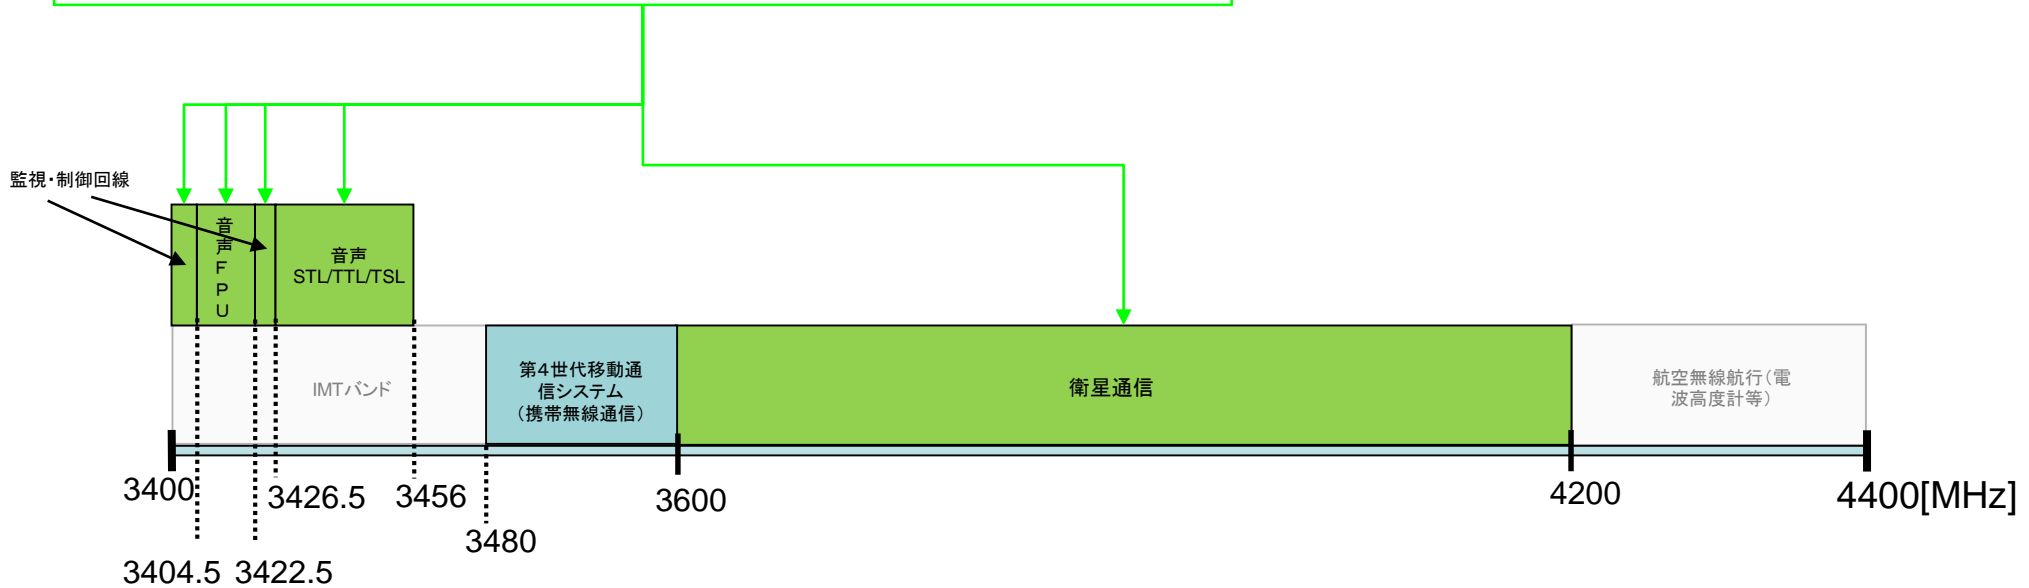 監視・制御回線
音
声
F
P
U
音声
STL/TTL/TSL
IMTバンド
第4世代移動通
信システム
（携帯無線通信）
衛星通信
航空無線航行（電
波高度計等）
3400
3426.5
3456
3600
4200
4400[MHz]
3480
3404.5
3422.5